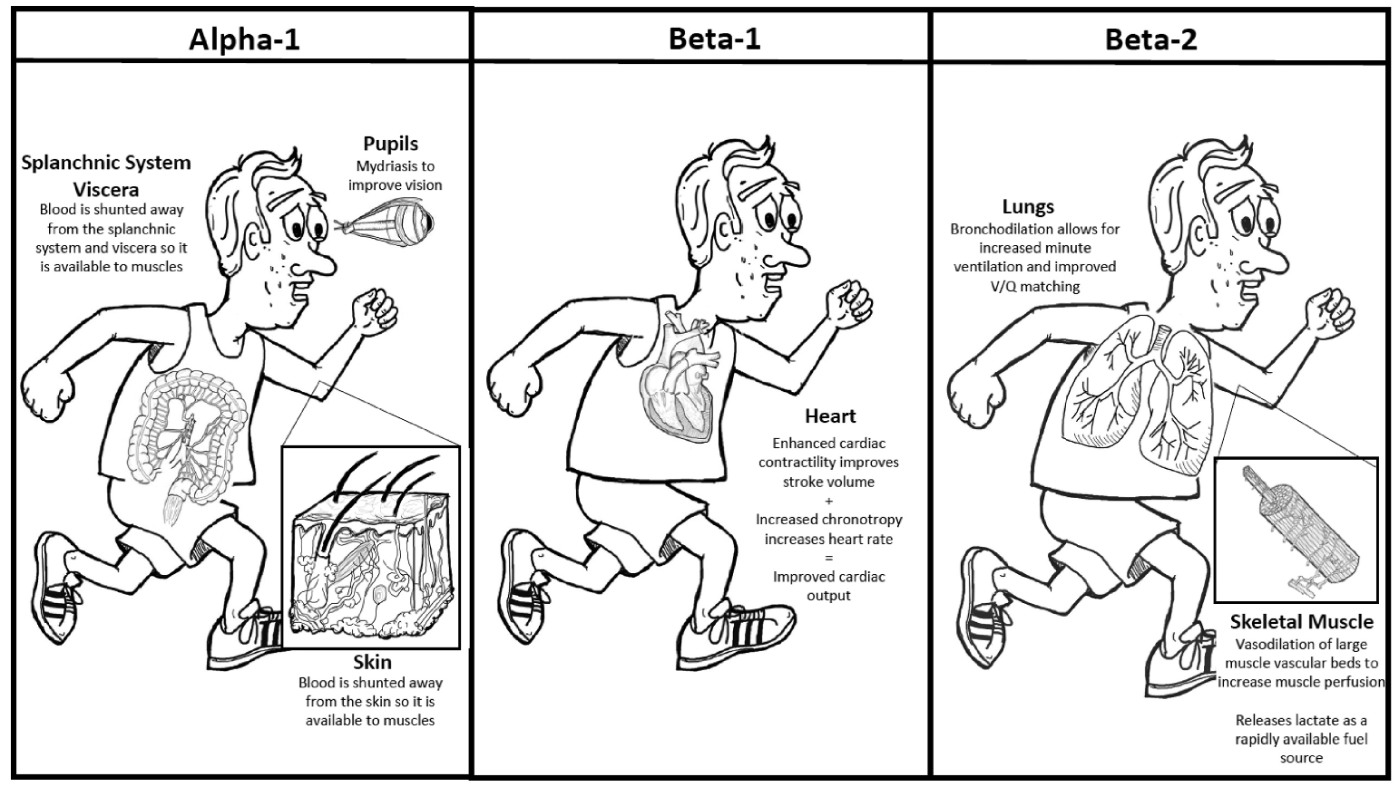 Alpha-1
Splanchnic System
Viscera
Blood is shunted away
from the splanchnic
system and viscera so it
is available to muscles
Pupils
Mydriasis to
improve vision
Skin
Blood is shunted away
from the skin so it is
available to muscles
Beta-1
Heart
Enhanced cardiac
contractility improves
stroke volume
+
Increased chronotropy
increases heart rate
=
Improved cardiac
output
Beta-2
Lungs
Bronchodilation allows for
increased minute
ventilation and improved
V/Q matching
Skeletal Muscle
Vasodilation of large
muscle vascular beds to
increase muscle perfusion
Releases lactate as a
rapidly available fuel
source